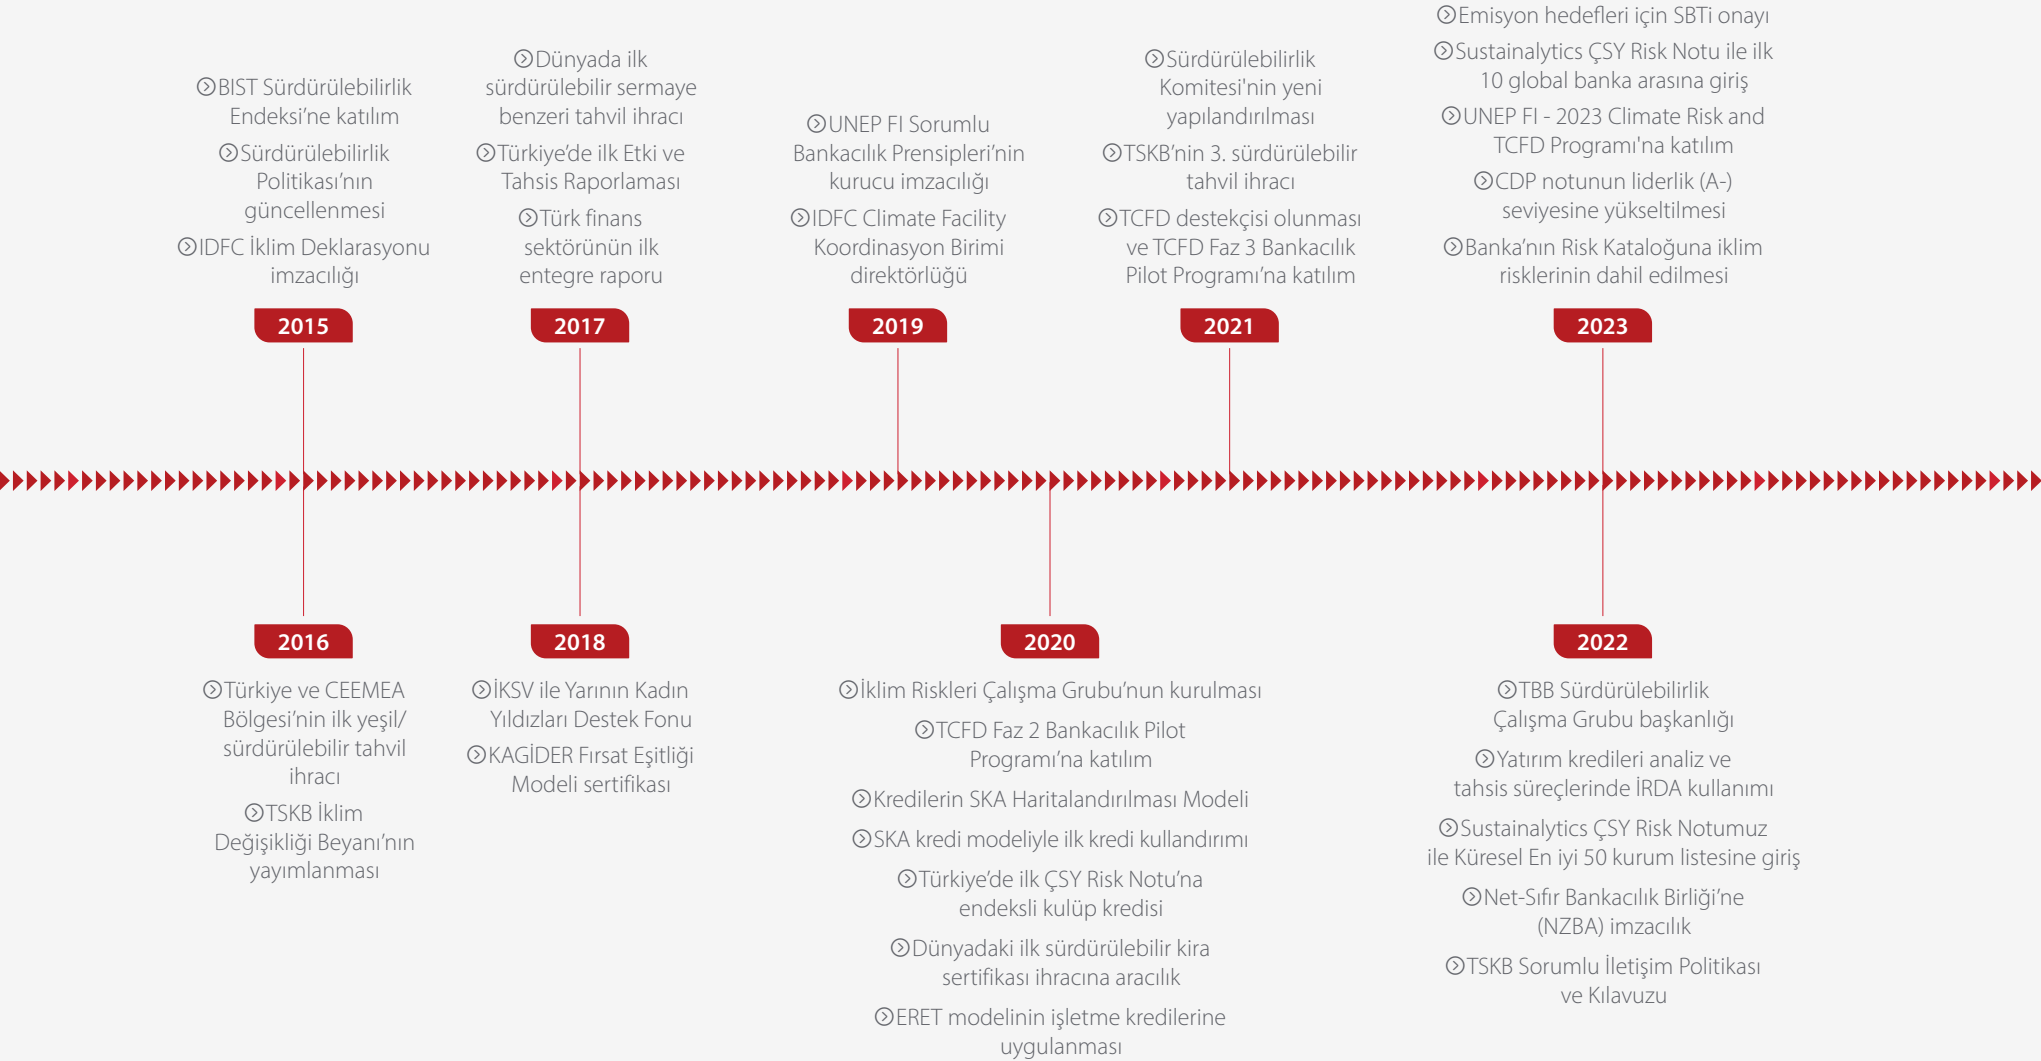 BIST Sürdürülebilirlik
Endeksi’ne katılım
Sürdürülebilirlik
Politikası’nın
güncellenmesi
IDFC İklim Deklarasyonu
imzacılığı
2015
Dünyada ilk
sürdürülebilir sermaye
benzeri tahvil ihracı
Türkiye’de ilk Etki ve
Tahsis Raporlaması
Türk finans
sektörünün ilk
entegre raporu
2017
UNEP FI Sorumlu
Bankacılık Prensipleri’nin
kurucu imzacılığı
IDFC Climate Facility
Koordinasyon Birimi
direktörlüğü
2019
Sürdürülebilirlik
Komitesi'nin yeni
yapılandırılması
TSKB’nin 3. sürdürülebilir
tahvil ihracı
TCFD destekçisi olunması
ve TCFD Faz 3 Bankacılık
Pilot Programı’na katılım
2021
Emisyon hedefleri için SBTi onayı
Sustainalytics ÇSY Risk Notu ile ilk
10 global banka arasına giriş
UNEP FI - 2023 Climate Risk and
TCFD Programı'na katılım
CDP notunun liderlik (A-)
seviyesine yükseltilmesi
Banka’nın Risk Kataloğuna iklim
risklerinin dahil edilmesi
2023
2016
Türkiye ve CEEMEA
Bölgesi’nin ilk yeşil/
sürdürülebilir tahvil
ihracı
TSKB İklim
Değişikliği Beyanı’nın
yayımlanması
2018
İKSV ile Yarının Kadın
Yıldızları Destek Fonu
KAGİDER Fırsat Eşitliği
Modeli sertifikası
2020
İklim Riskleri Çalışma Grubu’nun kurulması
TCFD Faz 2 Bankacılık Pilot
Programı’na katılım
Kredilerin SKA Haritalandırılması Modeli
SKA kredi modeliyle ilk kredi kullandırımı
Türkiye’de ilk ÇSY Risk Notu’na
endeksli kulüp kredisi
Dünyadaki ilk sürdürülebilir kira
sertifikası ihracına aracılık
ERET modelinin işletme kredilerine
uygulanması
2022
TBB Sürdürülebilirlik
Çalışma Grubu başkanlığı
Yatırım kredileri analiz ve
tahsis süreçlerinde İRDA kullanımı
Sustainalytics ÇSY Risk Notumuz
ile Küresel En iyi 50 kurum listesine giriş
Net-Sıfır Bankacılık Birliği’ne
(NZBA) imzacılık
TSKB Sorumlu İletişim Politikası
ve Kılavuzu